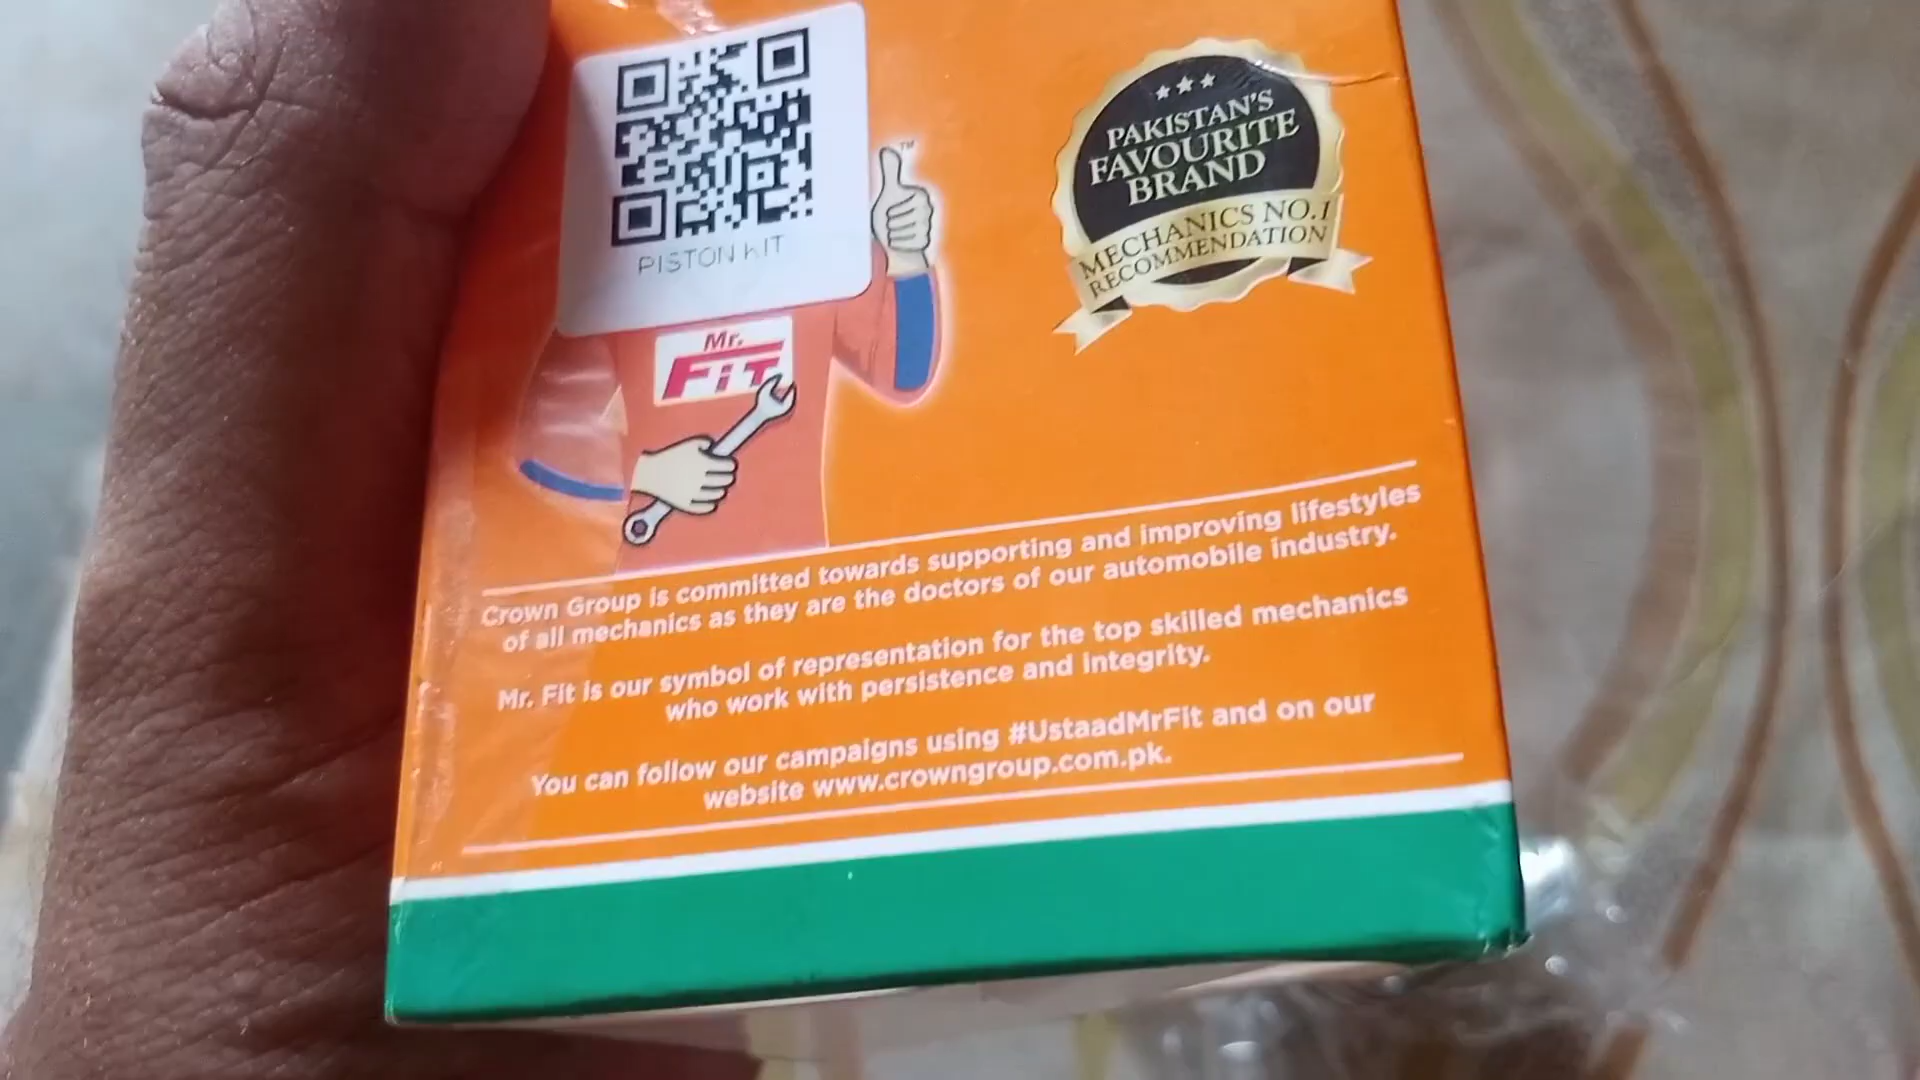 PISTON KIT
TM
Mr.
FiT
★★★
PAKISTAN'S
FAVOURITE
BRAND
MECHANICS NO.1
RECOMMENDATION
Crown Group is committed towards supporting and improving lifestyles
of all mechanics as they are the doctors of our automobile industry.
Mr. Fit is our symbol of representation for the top skilled mechanics
who work with persistence and integrity.
You can follow our campaigns using #UstaadMrFit and on our
website www.crowngroup.com.pk.